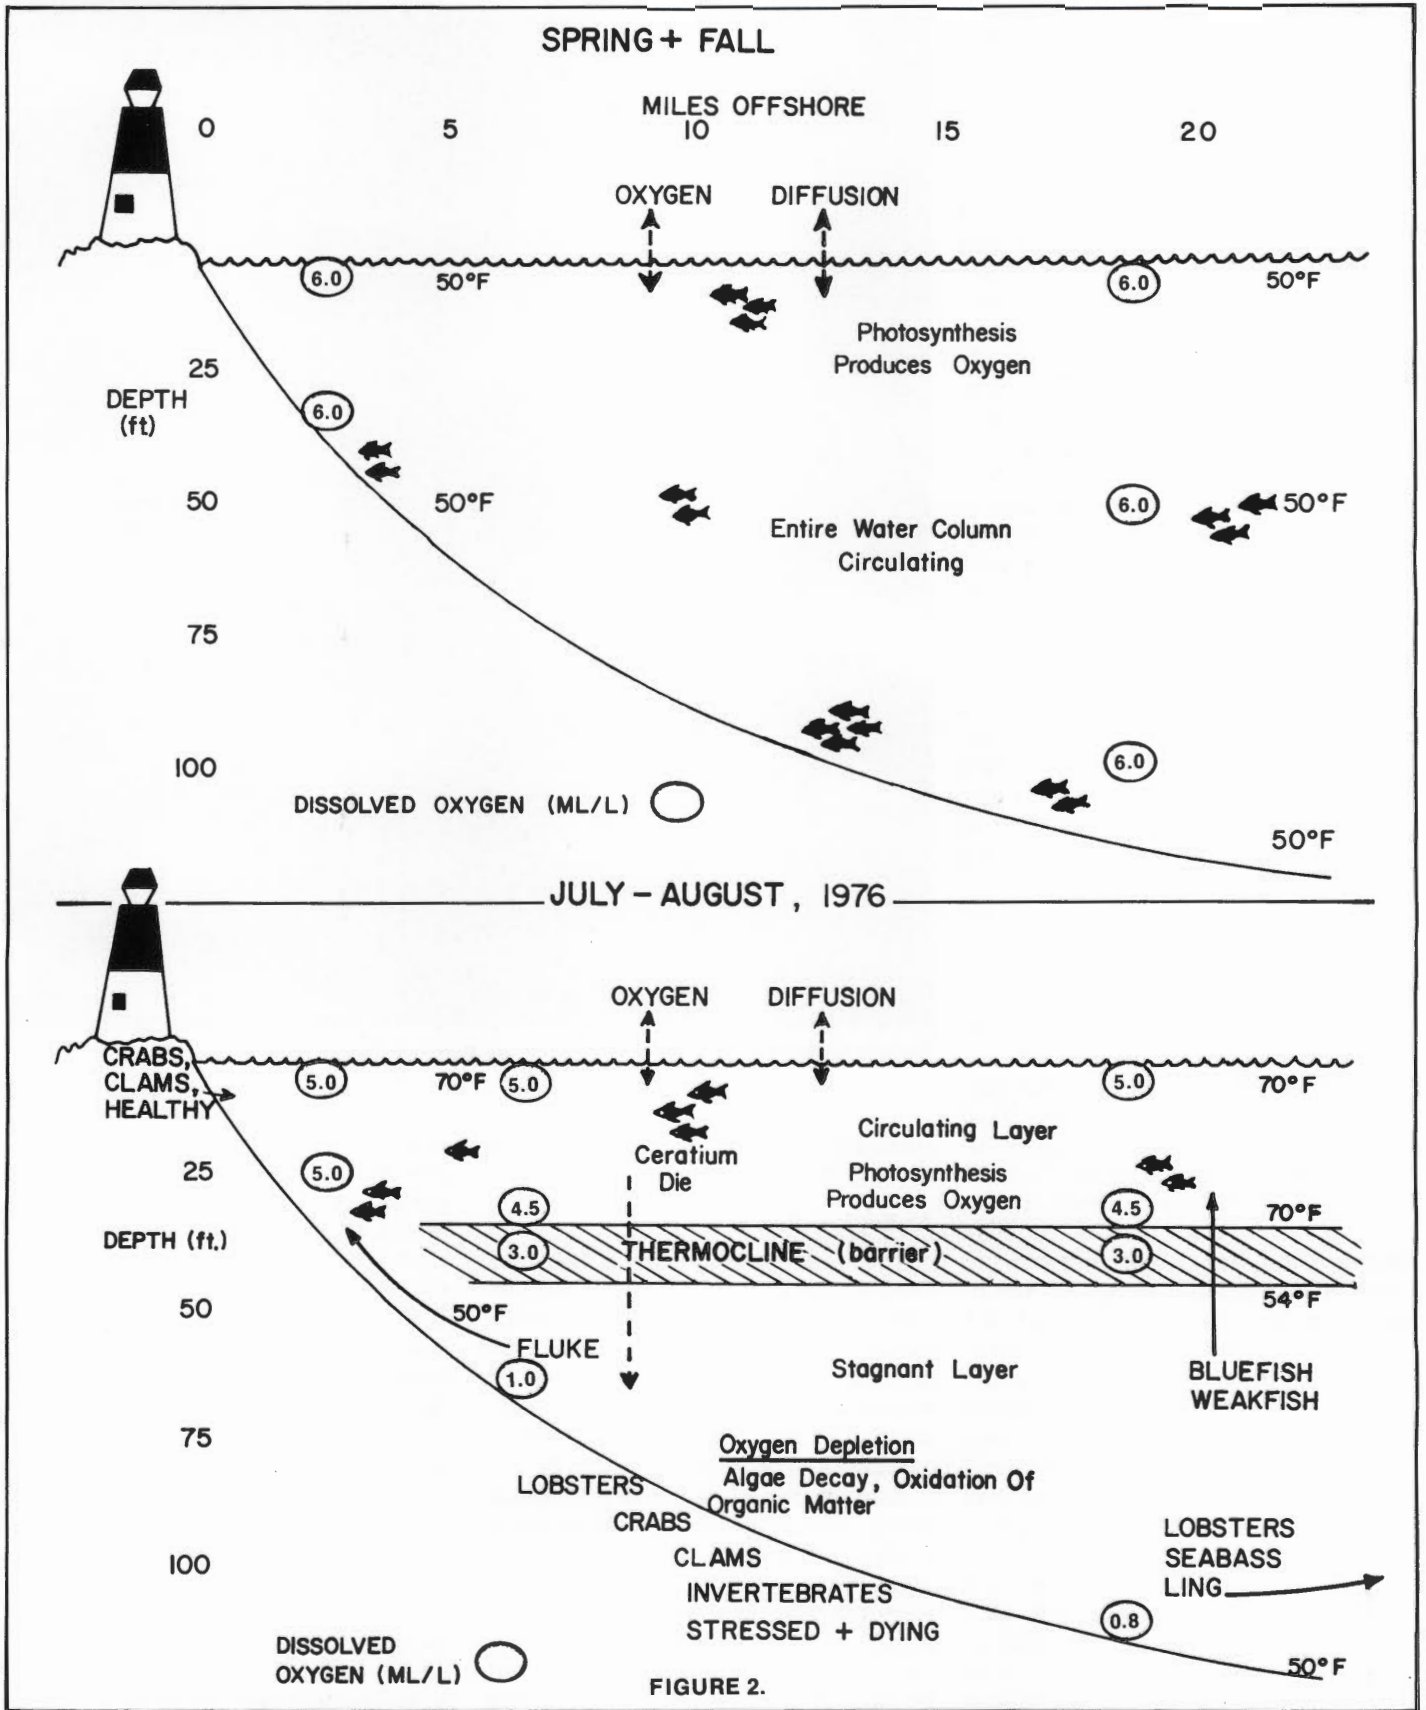 SPRING + FALL
MILES OFFSHORE
0 5 10 15 20
OXYGEN DIFFUSION
6.0 50°F 6.0 50°F
Photosynthesis
Produces Oxygen
25
DEPTH
(ft)
6.0
50 50°F 6.0 50°F
Entire Water Column
Circulating
75
100 6.0
DISSOLVED OXYGEN (ML/L)
50°F
JULY – AUGUST, 1976
OXYGEN DIFFUSION
CRABS,
CLAMS,
HEALTHY
5.0 70°F 5.0 5.0 70°F
Circulating Layer
Ceratium
Die
Photosynthesis
Produces Oxygen
25 5.0
4.5 4.5 70°F
DEPTH (ft.)
3.0 THERMOCLINE (barrier) 3.0
54°F
50 50°F
FLUKE
1.0
Stagnant Layer
BLUEFISH
WEAKFISH
75
Oxygen Depletion
Algae Decay, Oxidation Of
Organic Matter
LOBSTERS
CRABS
CLAMS
INVERTEBRATES
STRESSED + DYING
100
LOBSTERS
SEABASS
LING
0.8
50°F
DISSOLVED
OXYGEN (ML/L)
FIGURE 2.